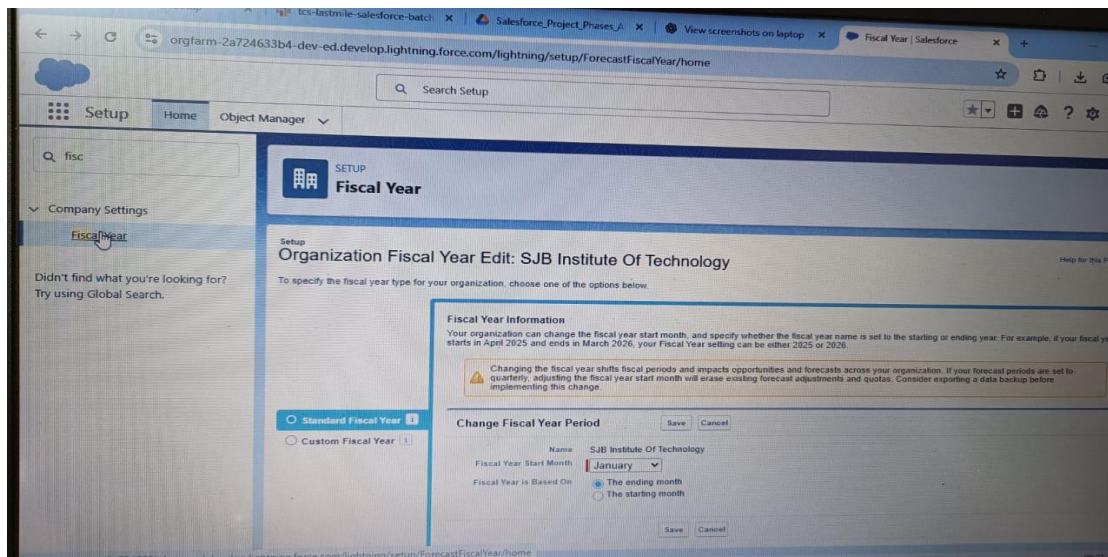 tcs-lastmile-salesforce-batch
Salesforce_Project_Phases_A
View screenshots on laptop
Fiscal Year | Salesforce
orgfarm-2a724633b4-dev-ed.develop.lightning.force.com/lightning/setup/ForecastFiscalYear/home
Search Setup
Setup Home Object Manager
fisc
SETUP
Fiscal Year
Company Settings
Fiscal Year
Didn't find what you're looking for?
Try using Global Search.
Setup
Organization Fiscal Year Edit: SJB Institute Of Technology
Help for this
To specify the fiscal year type for your organization, choose one of the options below.
Fiscal Year Information
Your organization can change the fiscal year start month, and specify whether the fiscal year name is set to the starting or ending year. For example, if your fiscal
starts in April 2025 and ends in March 2026, your Fiscal Year setting can be either 2025 or 2026.
Changing the fiscal year shifts fiscal periods and impacts opportunities and forecasts across your organization. If your forecast periods are set to
quarterly, adjusting the fiscal year start month will erase existing forecast adjustments and quotas. Consider exporting a data backup before
implementing this change.
Standard Fiscal Year
Custom Fiscal Year
Change Fiscal Year Period Save Cancel
Name SJB Institute Of Technology
Fiscal Year Start Month January
Fiscal Year is Based On The ending month
The starting month
Save Cancel
lightning.force.com/lightning/setup/ForecastFiscalYear/home